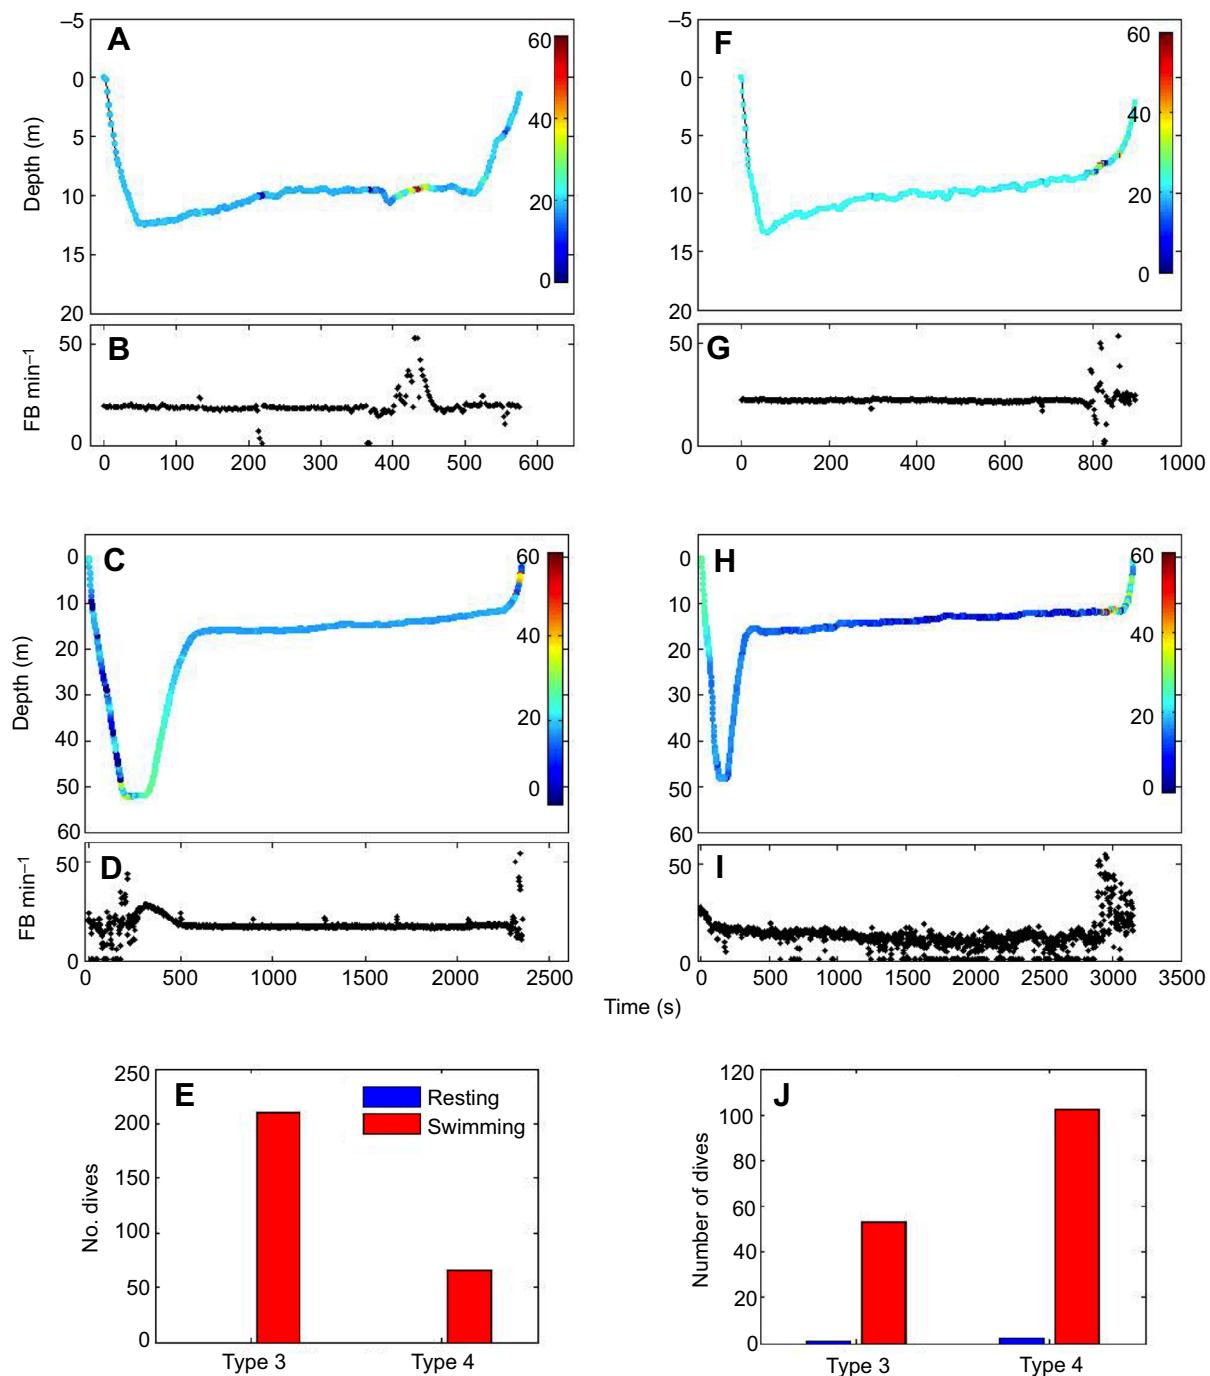 A
F
–5
0
5
10
15
20
Depth (m)
60
40
20
0
–5
0
5
10
15
20
60
40
20
0
B
G
FB min–1
50
0
0 100 200 300 400 500 600
50
0
0 200 400 600 800 1000
C
H
Depth (m)
0
10
20
30
40
50
60
60
40
20
0
0
10
20
30
40
50
60
60
40
20
0
D
I
FB min–1
50
0
0 500 1000 1500 2000 2500
50
0
0 500 1000 1500 2000 2500 3000 3500
Time (s)
E
No. dives
250
200
150
100
50
0
Resting
Swimming
Type 3 Type 4
J
Number of dives
120
100
80
60
40
20
0
Type 3 Type 4